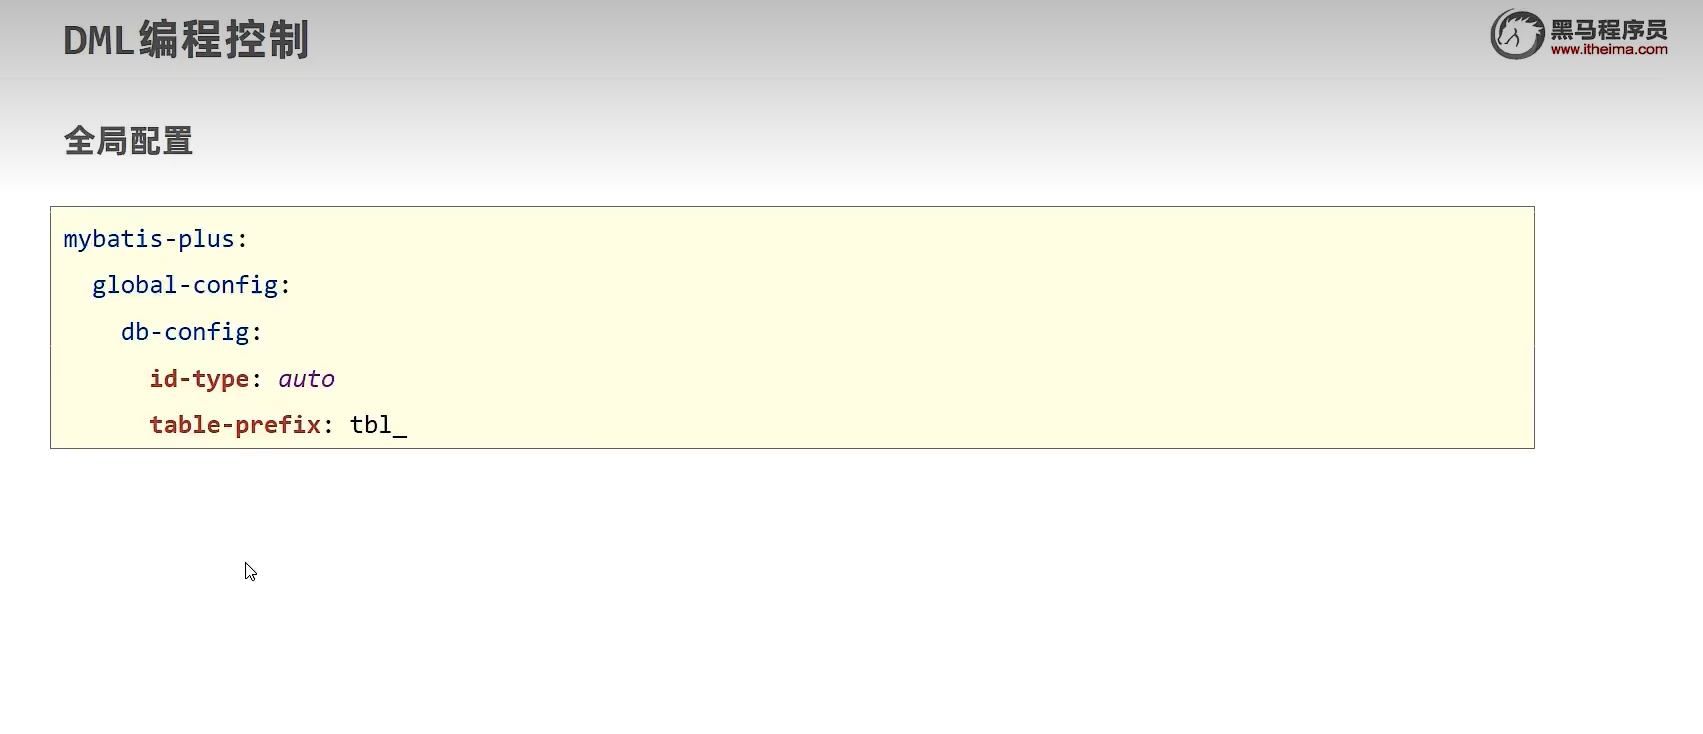 DML编程控制
黑马程序员
www.itheima.com
全局配置
mybatis-plus:
  global-config:
    db-config:
      id-type: auto
      table-prefix: tbl_